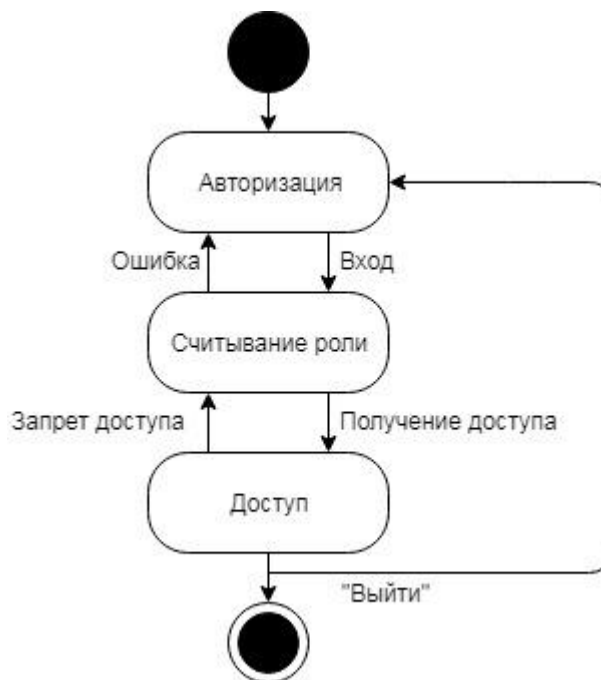 Авторизация
Ошибка
Вход
Считывание роли
Запрет доступа
Получение доступа
Доступ
"Выйти"